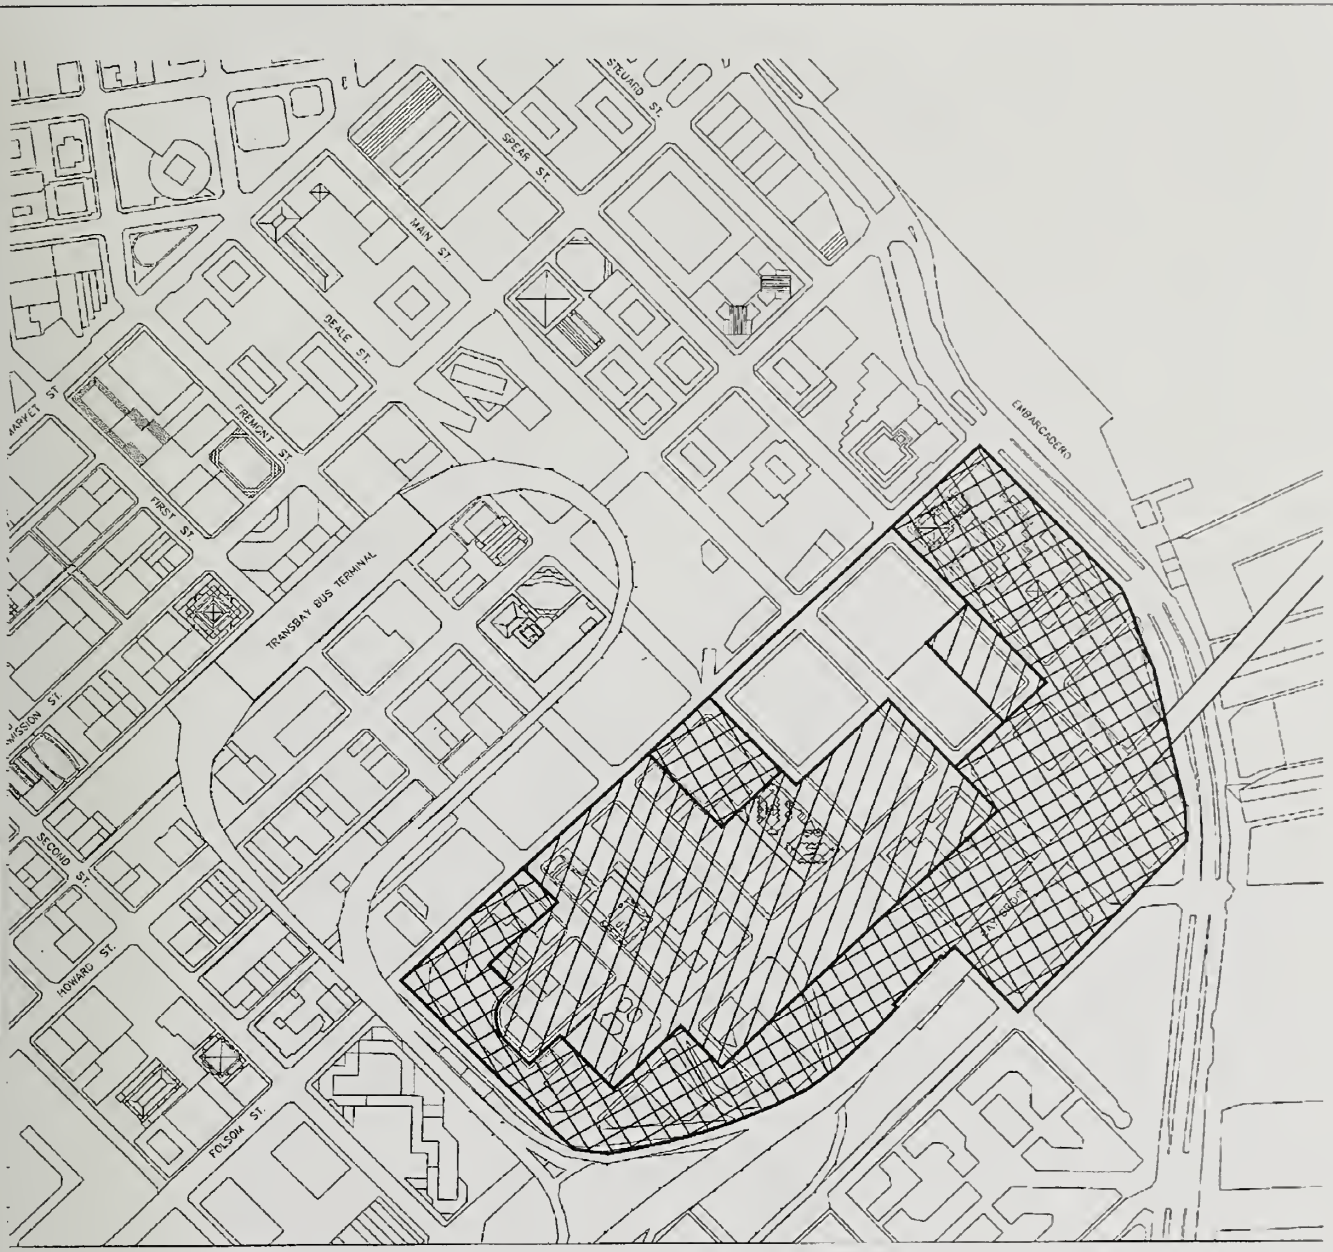 STEUARD ST.
SPEAR ST.
MAIN ST.
BEALE ST.
FREMONT ST.
FIRST ST.
MARKET ST
EMBARCADERO
TRANSBAY BUS TERMINAL
MISSION ST.
SECOND ST.
HOWARD ST.
FOLSOM ST.